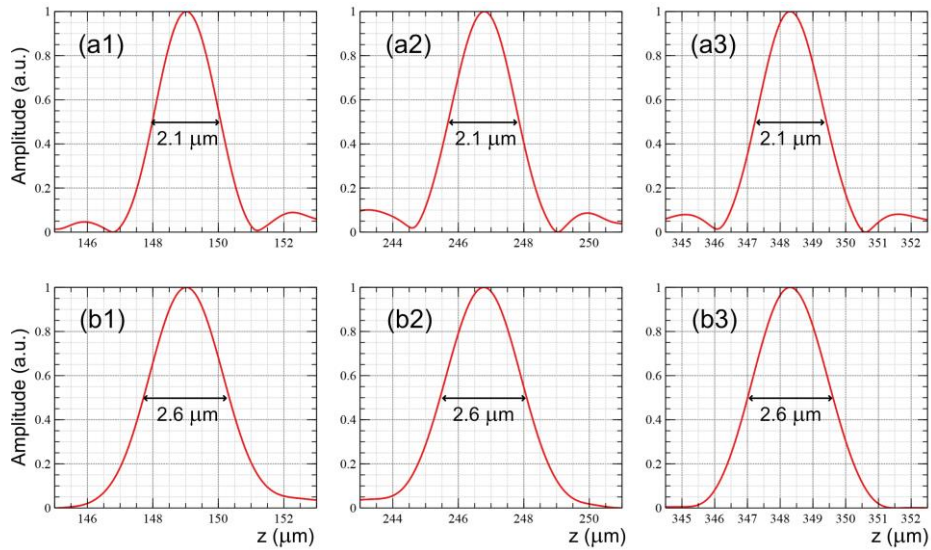 (a1)
Amplitude (a.u.)
1
0.8
0.6
0.4
0.2
0
2.1 μm
146 148 150 152
(a2)
2.1 μm
244 246 248 250
(a3)
2.1 μm
345 346 347 348 349 350 351 352
(b1)
Amplitude (a.u.)
1
0.8
0.6
0.4
0.2
0
2.6 μm
146 148 150 152
z (μm)
(b2)
2.6 μm
244 246 248 250
z (μm)
(b3)
2.6 μm
345 346 347 348 349 350 351 352
z (μm)